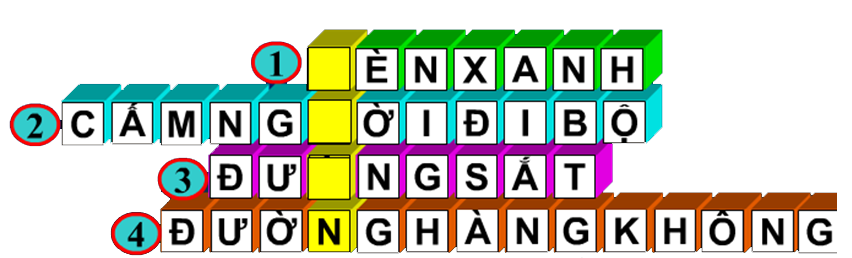 1 ÈNXANH
2 CẤMNG ỜIĐIBỘ
3 ĐƯ NGSẮT
4 ĐƯỜNGHÀNGKHÔNG